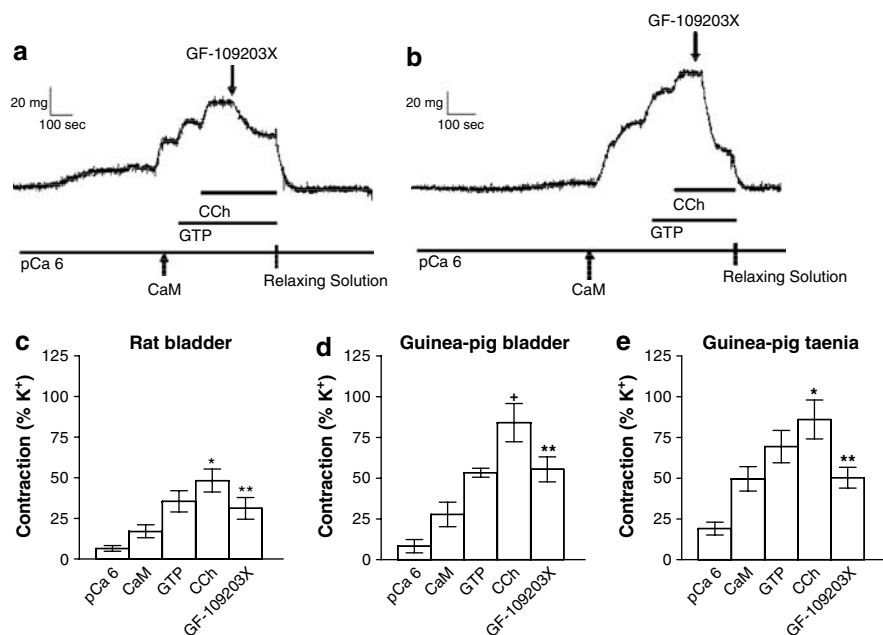 a
GF-109203X
20 mg
100 sec
CCh
GTP
pCa 6
CaM
Relaxing Solution
b
GF-109203X
20 mg
100 sec
CCh
GTP
pCa 6
CaM
Relaxing Solution
c
Rat bladder
Contraction (% K⁺)
125
100
75
50
25
0
*
**
pCa 6
CaM
GTP
CCh
GF-109203X
d
Guinea-pig bladder
Contraction (% K⁺)
125
100
75
50
25
0
+
**
pCa 6
CaM
GTP
CCh
GF-109203X
e
Guinea-pig taenia
Contraction (% K⁺)
125
100
75
50
25
0
*
**
pCa 6
CaM
GTP
CCh
GF-109203X